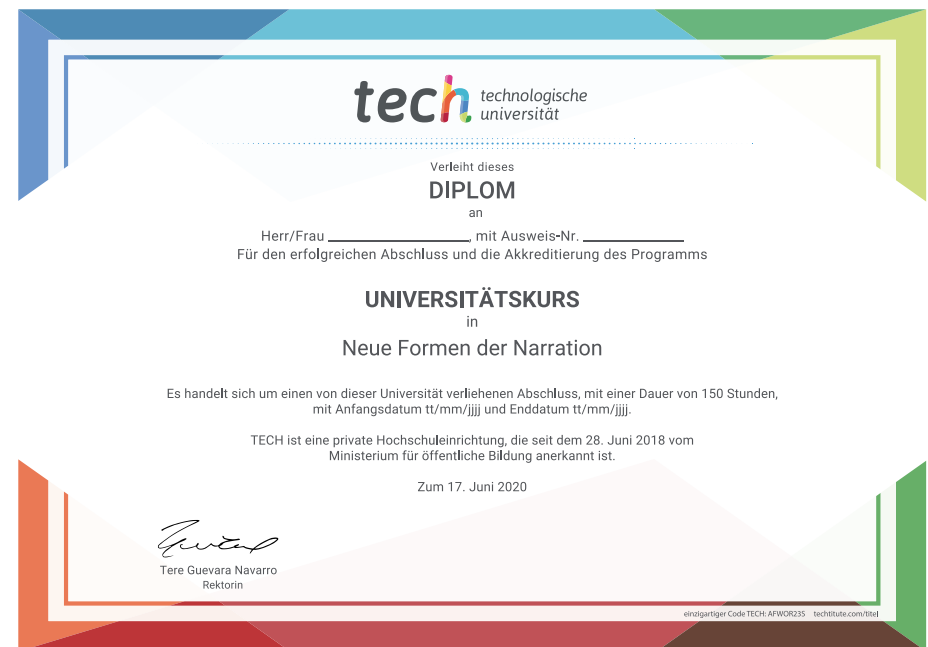 tech technologische
universität
Verleiht dieses
DIPLOM
an
Herr/Frau ____________________, mit Ausweis-Nr. ______________
Für den erfolgreichen Abschluss und die Akkreditierung des Programms
UNIVERSITÄTSKURS
in
Neue Formen der Narration
Es handelt sich um einen von dieser Universität verliehenen Abschluss, mit einer Dauer von 150 Stunden,
mit Anfangsdatum tt/mm/jjjj und Enddatum tt/mm/jjjj.
TECH ist eine private Hochschuleinrichtung, die seit dem 28. Juni 2018 vom
Ministerium für öffentliche Bildung anerkannt ist.
Zum 17. Juni 2020
Tere Guevara Navarro
Rektorin
einzigartiger Code TECH: AFWOR23S techtitute.com/titel